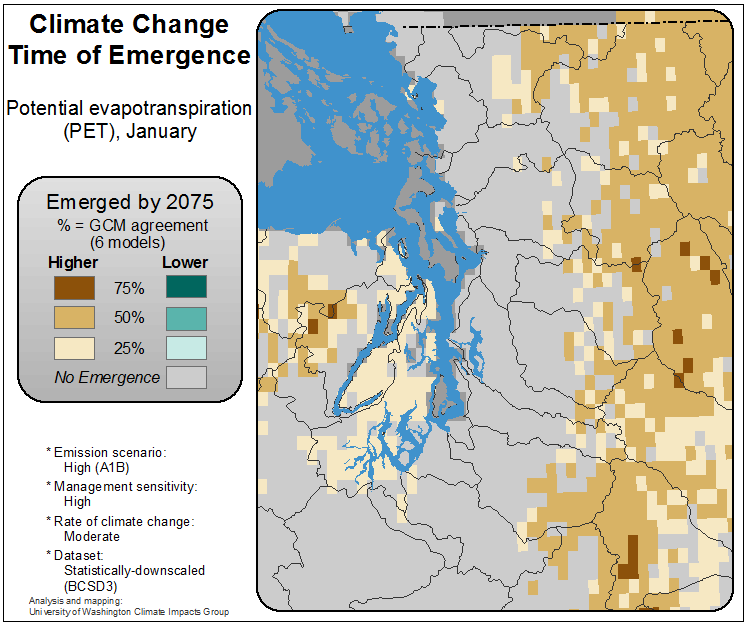 Climate Change
Time of Emergence
Potential evapotranspiration
(PET), January
Emerged by 2075
% = GCM agreement
(6 models)
Higher Lower
75%
50%
25%
No Emergence
* Emission scenario:
High (A1B)
* Management sensitivity:
High
* Rate of climate change:
Moderate
* Dataset:
Statistically-downscaled
(BCSD3)
Analysis and mapping:
University of Washington Climate Impacts Group